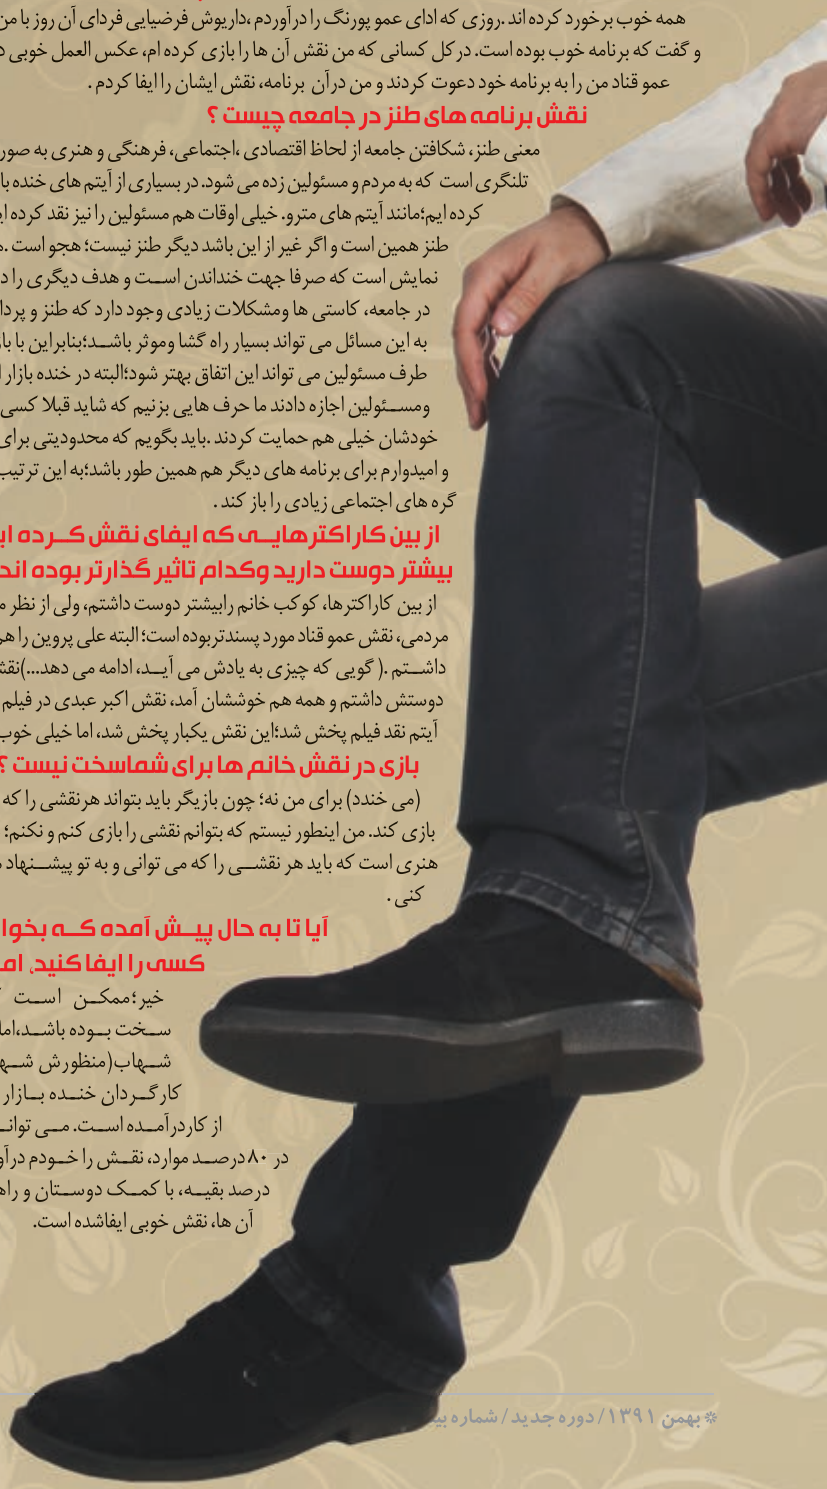 همه خوب برخورد کرده اند .روزی که ادای عمو پورنگ را درآوردم ،داریوش فرضیایی فردای آن روز با من
و گفت که برنامه خوب بوده است. در کل کسانی که من نقش آن ها را بازی کرده ام، عکس العمل خوبی
عمو قناد من را به برنامه خود دعوت کردند و من در آن برنامه، نقش ایشان را ایفا کردم .
نقش برنامه های طنز در جامعه چیست ؟
معنی طنز، شکافتن جامعه از لحاظ اقتصادی ،اجتماعی، فرهنگی و هنری به
تلنگری است که به مردم و مسئولین زده می شود. در بسیاری از آیتم های خنده
کرده ایم؛مانند آیتم های مترو. خیلی اوقات هم مسئولین را نیز نقد کرده
طنز همین است و اگر غیر از این باشد دیگر طنز نیست؛ هجو است .
نمایش است که صرفا جهت خنداندن اســت و هدف دیگری را
در جامعه، کاستی ها ومشکلات زیادی وجود دارد که طنز و
به این مسائل می تواند بسیار راه گشا وموثر باشــد؛بنابراین با
طرف مسئولین می تواند این اتفاق بهتر شود؛البته در خنده بازار
ومســئولین اجازه دادند ما حرف هایی بزنیم که شاید قبلا کسی
خودشان خیلی هم حمایت کردند .باید بگویم که محدودیتی برای
و امیدوارم برای برنامه های دیگر هم همین طور باشد؛به این ترتیب
گره های اجتماعی زیادی را باز کند .
از بین کاراکترهایــی که ایفای نقش کــرده
بیشتر دوست دارید وکدام تاثیر گذارتر بوده اند
از بین کاراکترها، کوکب خانم رابیشتر دوست داشتم، ولی از نظر
مردمی، نقش عمو قناد مورد پسندتربوده است؛ البته علی پروین را
داشــتم .( گویی که چیزی به یادش می آیــد، ادامه می دهد...)
دوستش داشتم و همه هم خوششان آمد، نقش اکبر عبدی در فیلم
آیتم نقد فیلم پخش شد؛این نقش یکبار پخش شد، اما خیلی خوب
بازی در نقش خانم ها برای شماسخت نیست ؟
(می خندد) برای من نه؛ چون بازیگر باید بتواند هرنقشی را که
بازی کند. من اینطور نیستم که بتوانم نقشی را بازی کنم و نکنم؛
هنری است که باید هر نقشــی را که می توانی و به تو پیشــنهاد
کنی .
آیا تا به حال پیــش آمده کــه
کسی را ایفا کنید،
خیر؛ممکــن اســت
ســخت بــوده باشــد،اما
شــهاب(منظورش
کارگــردان خنده بــازار
از کاردرآمــده اســت. مــی
در ۸۰درصــد موارد، نقــش را خــودم
درصد بقیــه، با کمــک دوســتان و
آن ها، نقش خوبی ایفاشده است.
❊ بهمن ۱۳۹۱/ دوره جدید / شماره